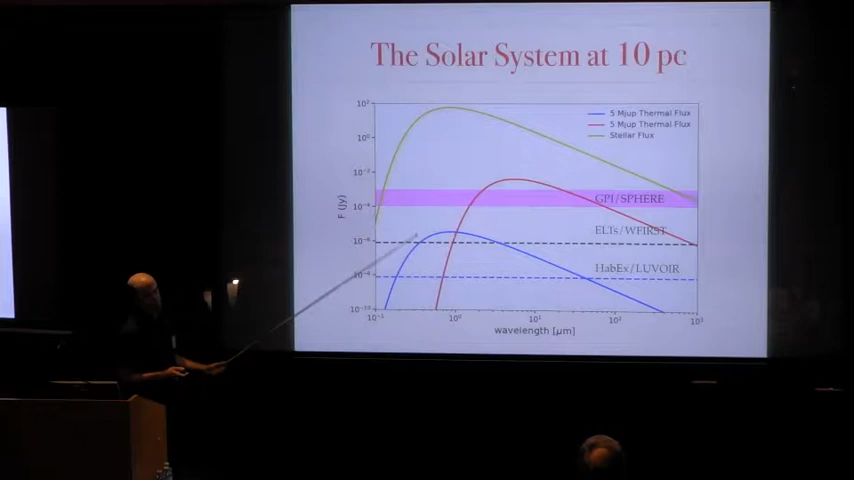 The Solar System at 10 pc
5 Mjup Thermal Flux
5 Mjup Thermal Flux
Stellar Flux
10²
10⁰
10⁻²
10⁻⁴
10⁻⁶
10⁻⁸
10⁻¹⁰
F (Jy)
GPI/SPHERE
ELTs/WFIRST
HabEx/LUVOIR
10⁻¹ 10⁰ 10¹ 10² 10³
wavelength [μm]